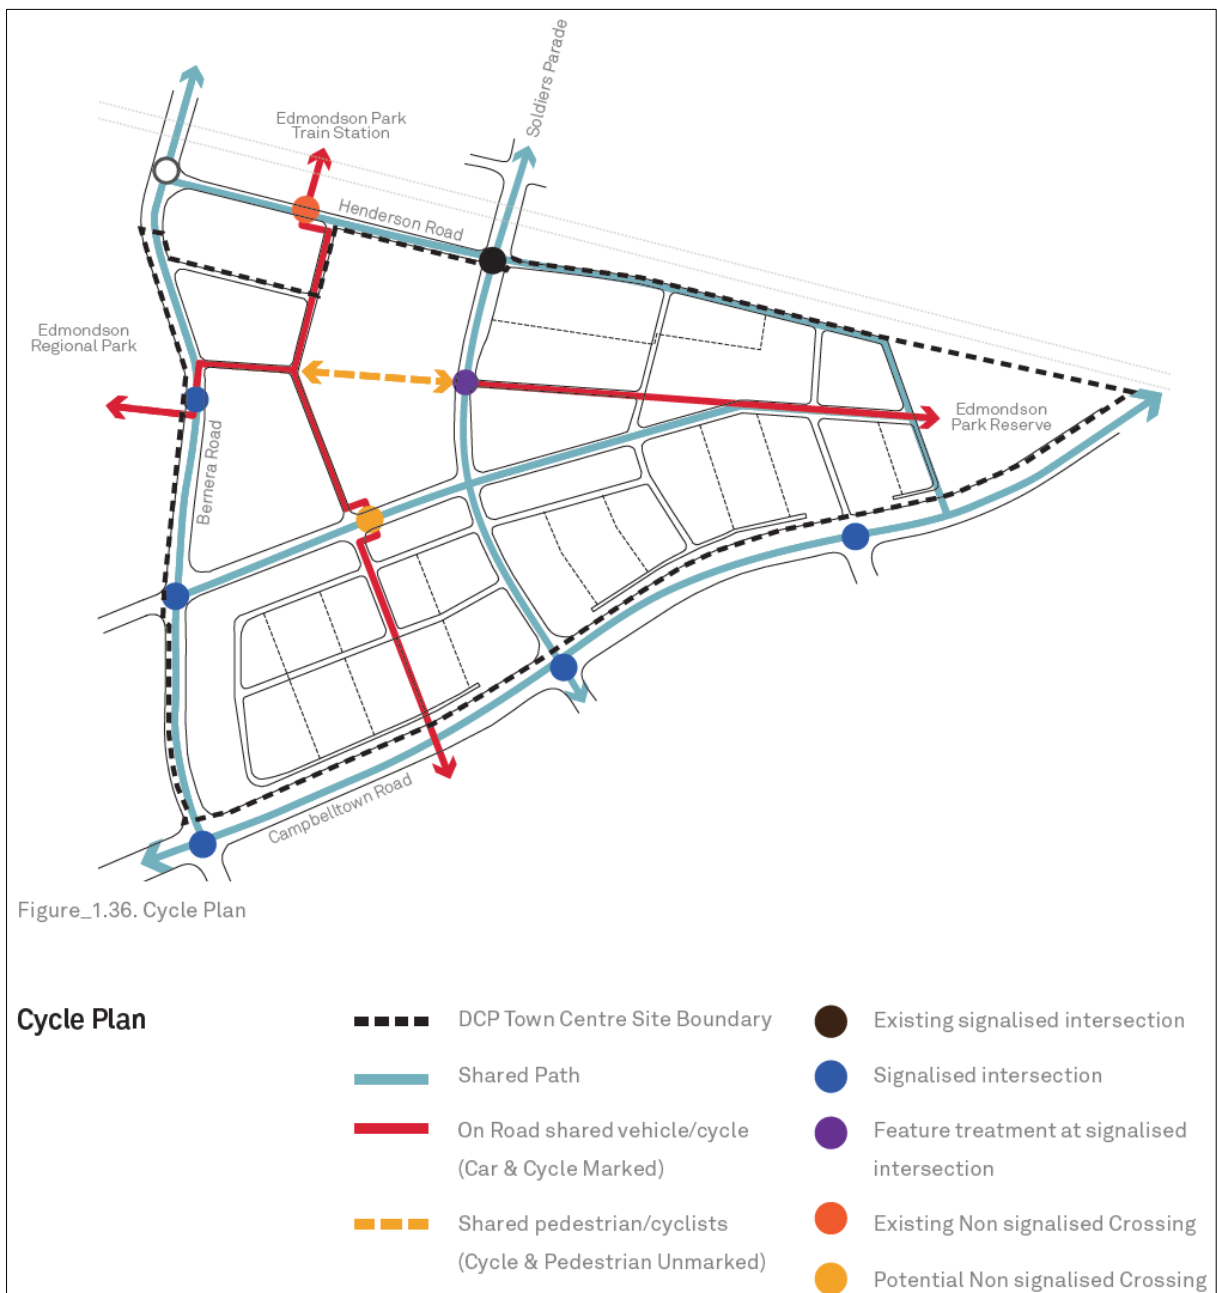 Soldiers Parade
Edmondson Park
Train Station
Henderson Road
Edmondson
Regional Park
Edmondson
Park Reserve
Bernera Road
Campbelltown Road
Figure_1.36. Cycle Plan
Cycle Plan
DCP Town Centre Site Boundary
Shared Path
On Road shared vehicle/cycle
(Car & Cycle Marked)
Shared pedestrian/cyclists
(Cycle & Pedestrian Unmarked)
Existing signalised intersection
Signalised intersection
Feature treatment at signalised
intersection
Existing Non signalised Crossing
Potential Non signalised Crossing